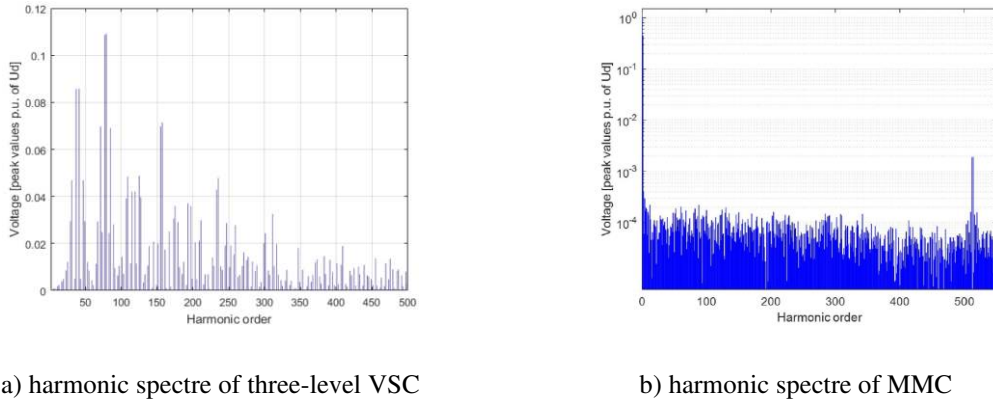 0.12
0.1
0.08
0.06
0.04
0.02
0
50 100 150 200 250 300 350 400 450 500
Voltage [peak values p.u. of Ud]
Harmonic order
10^0
10^-1
10^-2
10^-3
10^-4
0 100 200 300 400 500
Voltage [peak values p.u. of Ud]
Harmonic order
a) harmonic spectre of three-level VSC
b) harmonic spectre of MMC